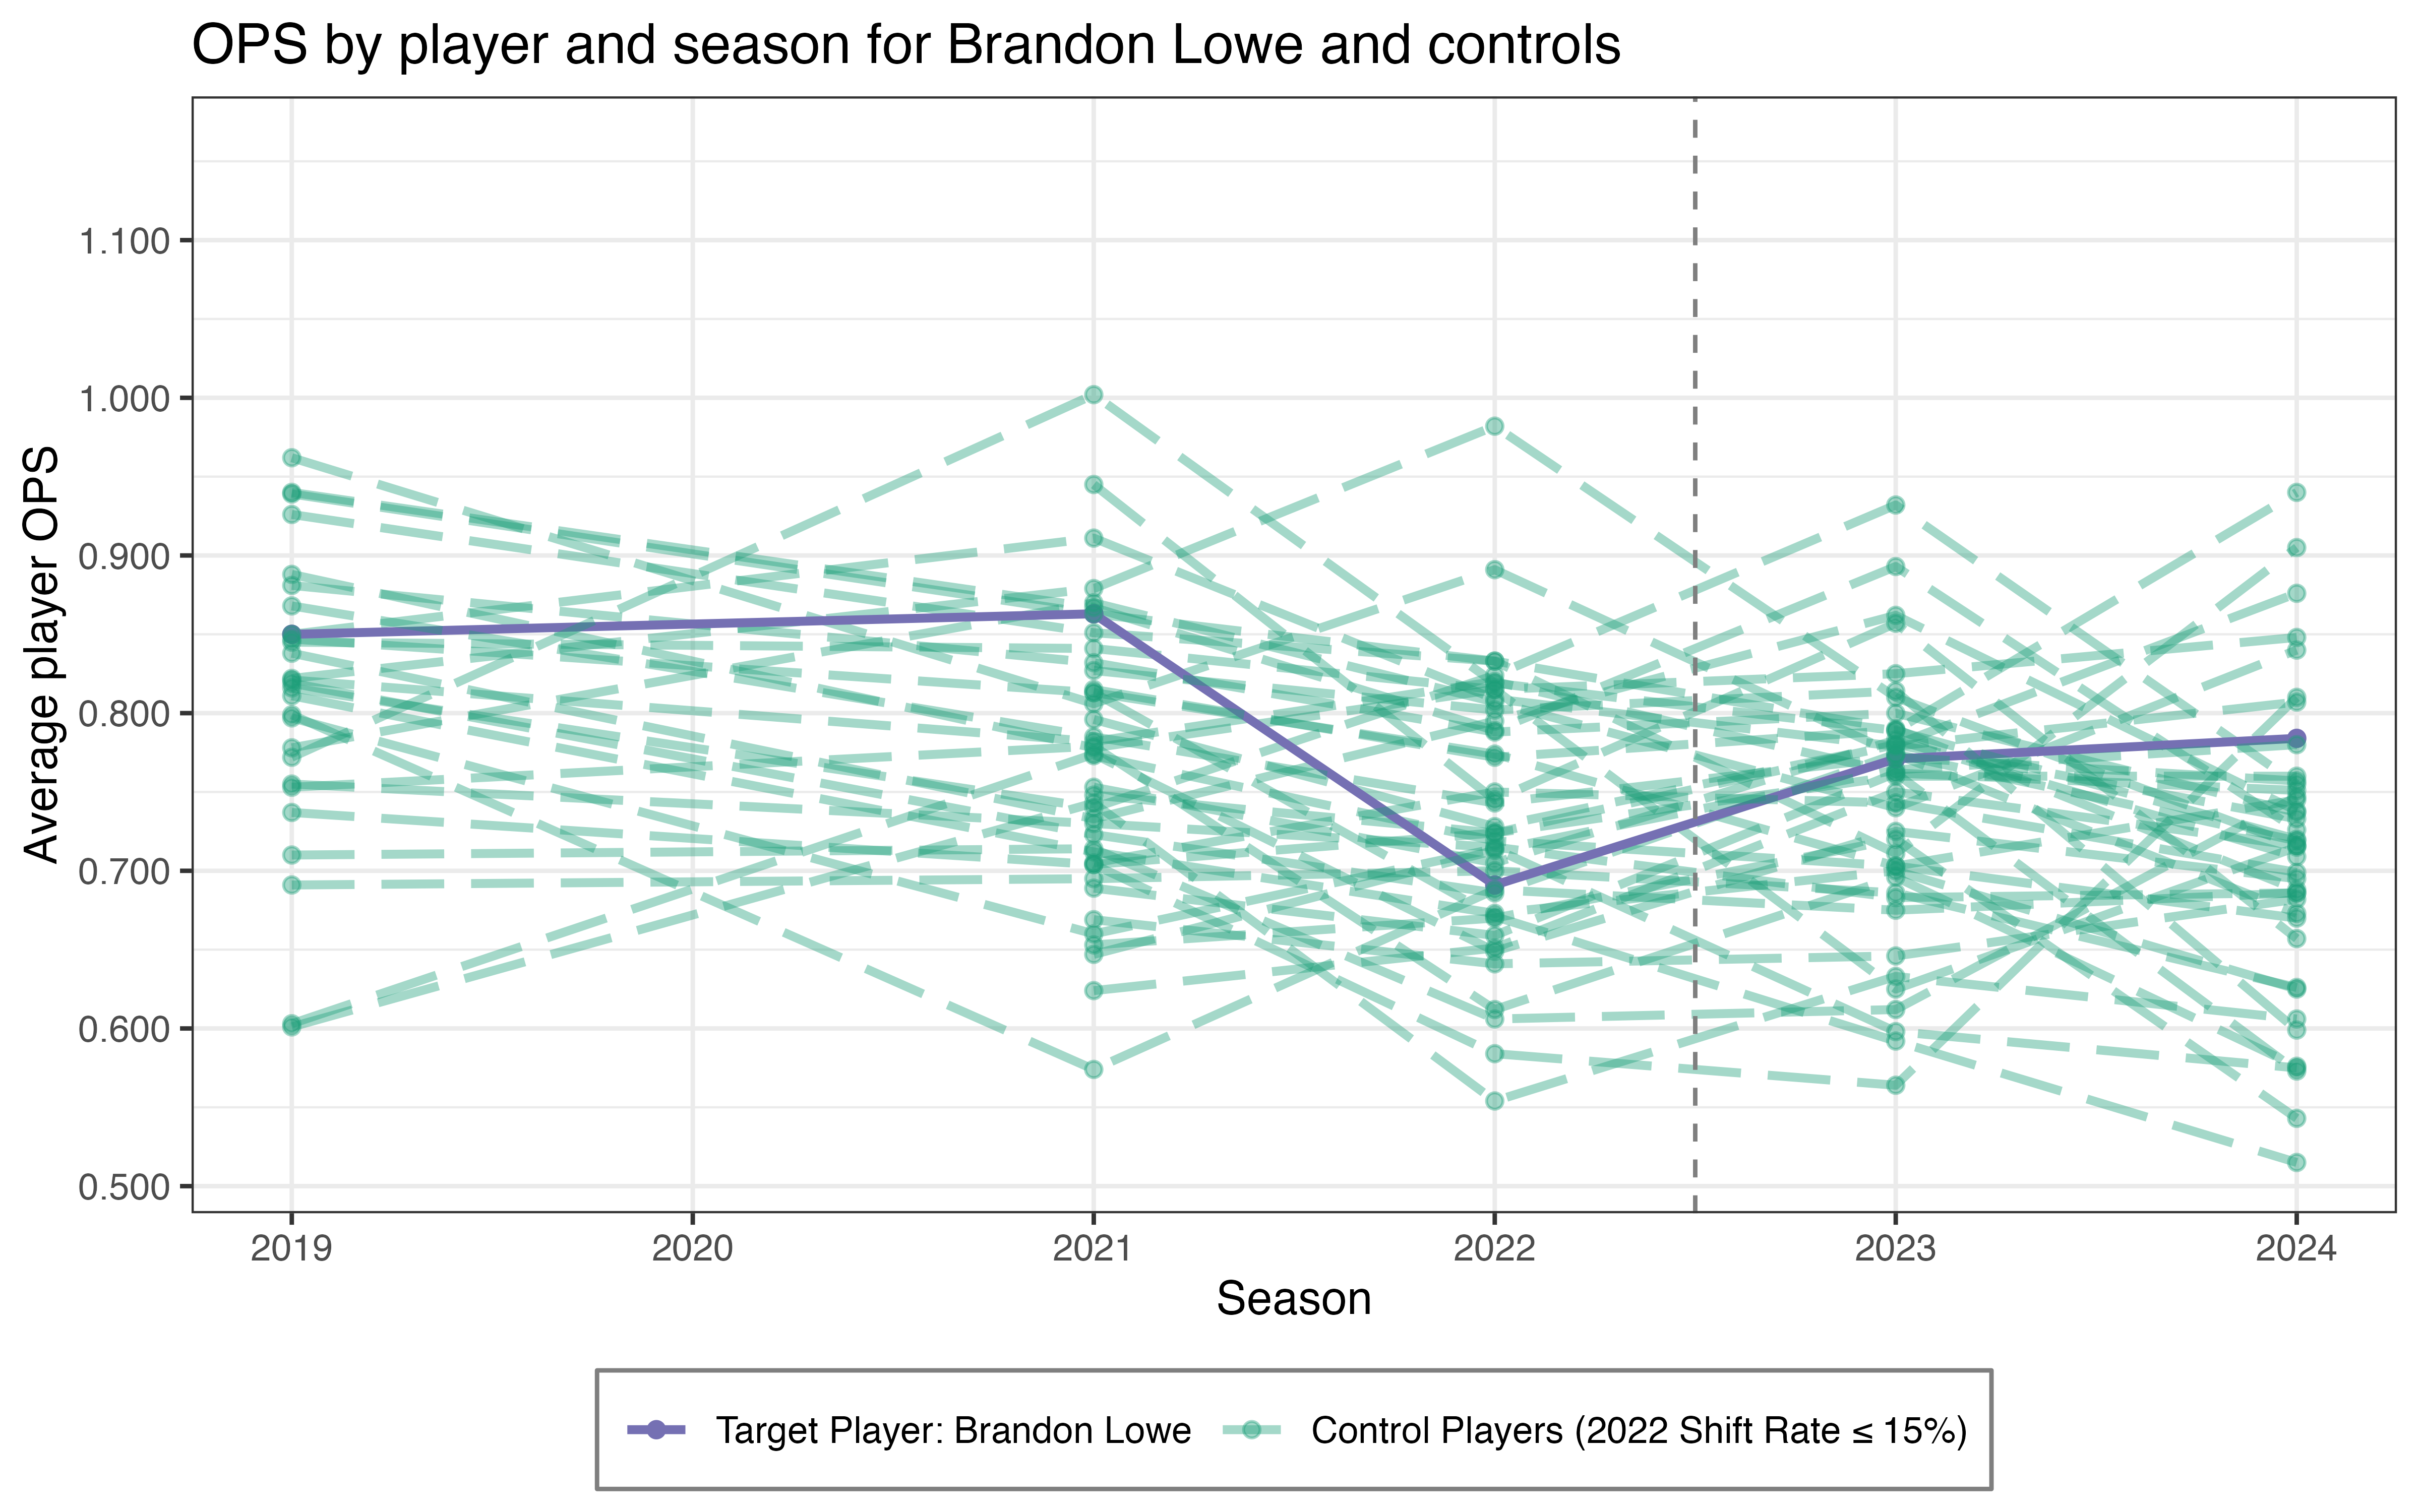 OPS by player and season for Brandon Lowe and controls
Average player OPS
1.100
1.000
0.900
0.800
0.700
0.600
0.500
2019 2020 2021 2022 2023 2024
Season
Target Player: Brandon Lowe Control Players (2022 Shift Rate ≤ 15%)